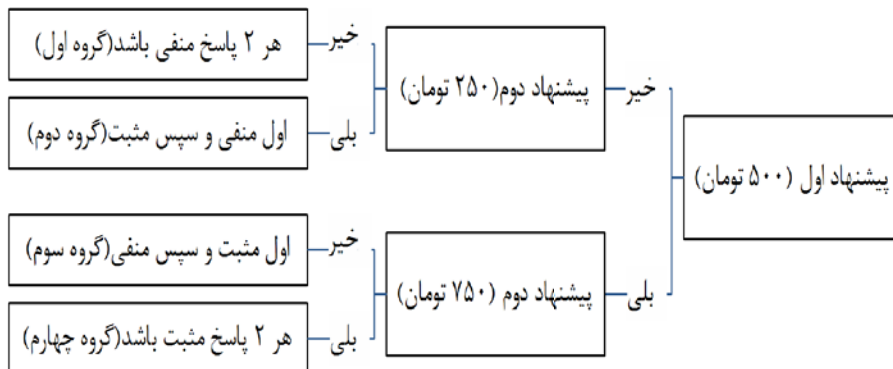 پیشنهاد اول (۵۰۰ تومان)
خیر
پیشنهاد دوم(۲۵۰ تومان)
خیر
هر ۲ پاسخ منفی باشد(گروه اول)
بلی
اول منفی و سپس مثبت(گروه دوم)
بلی
پیشنهاد دوم (۷۵۰ تومان)
خیر
اول مثبت و سپس منفی(گروه سوم)
بلی
هر ۲ پاسخ مثبت باشد(گروه چهارم)